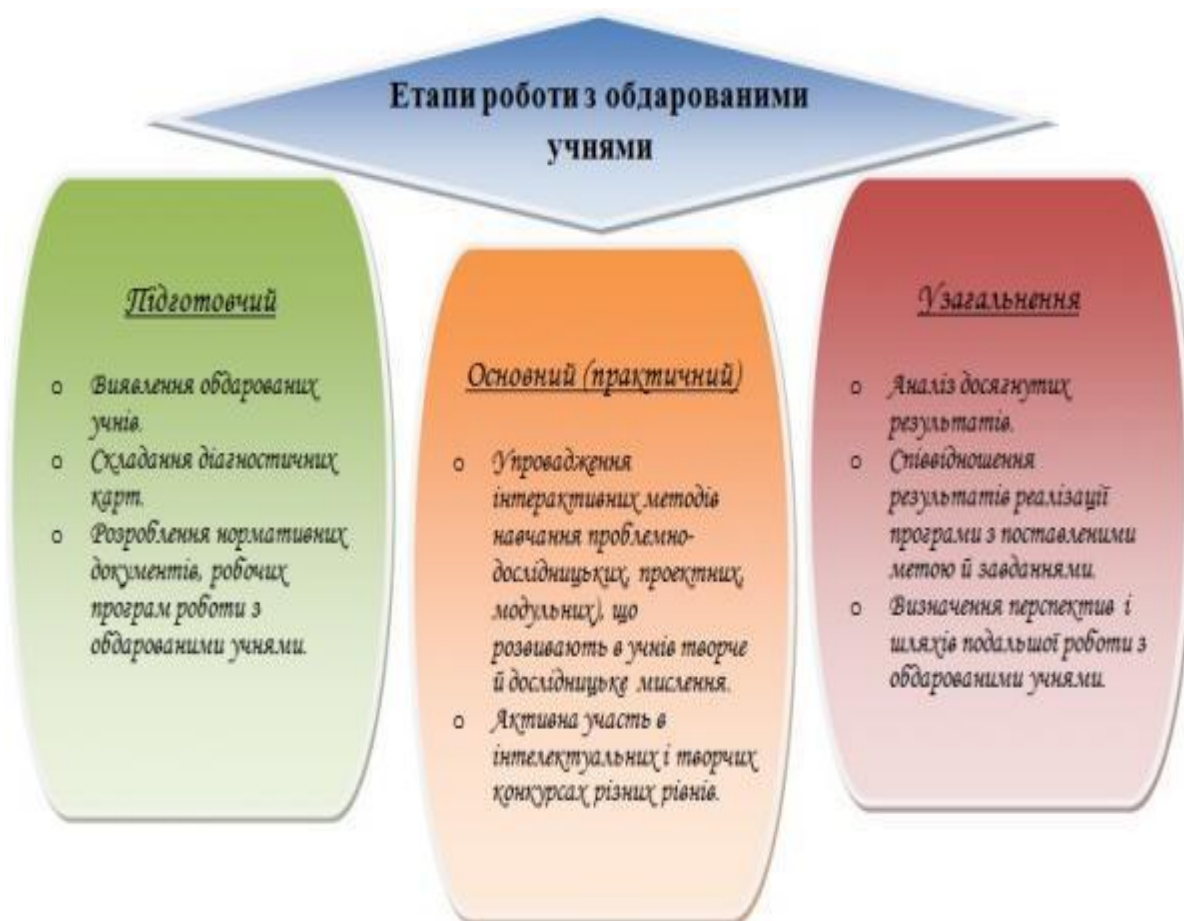 Етапи роботи з обдарованими
учнями
Підготовчий
o Виявлення обдарованих
учнів.
o Складання діагностичних
карт.
o Розроблення нормативних
документів, робочих
програм роботи з
обдарованими учнями.
Основний (практичний)
o Упровадження
інтерактивних методів
навчання проблемно-
дослідницьких, проектних,
модульних), що
розвивають в учнів творче
й дослідницьке мислення.
o Активна участь в
інтелектуальних і творчих
конкурсах різних рівнів.
Узагальнення
o Аналіз досягнутих
результатів.
o Співвідношення
результатів реалізації
програми з поставленими
метою й завданнями.
o Визначення перспектив і
шляхів подальшої роботи з
обдарованими учнями.